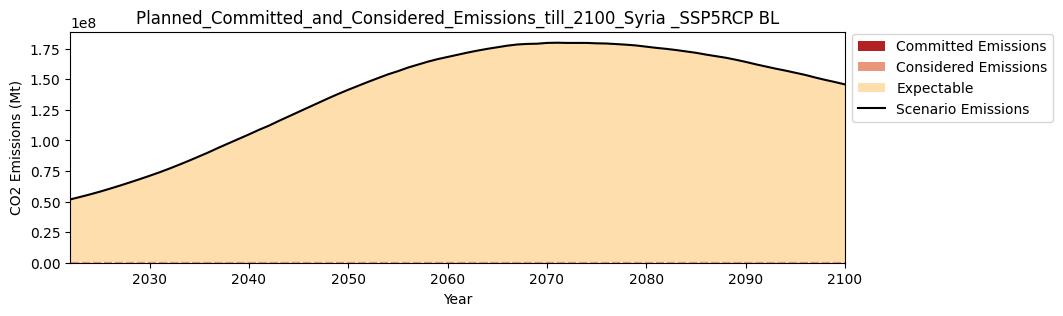 Planned_Committed_and_Considered_Emissions_till_2100_Syria _SSP5RCP BL
1e8
1.75
1.50
1.25
1.00
0.75
0.50
0.25
0.00
CO2 Emissions (Mt)
2030 2040 2050 2060 2070 2080 2090 2100
Year
Committed Emissions
Considered Emissions
Expectable
Scenario Emissions